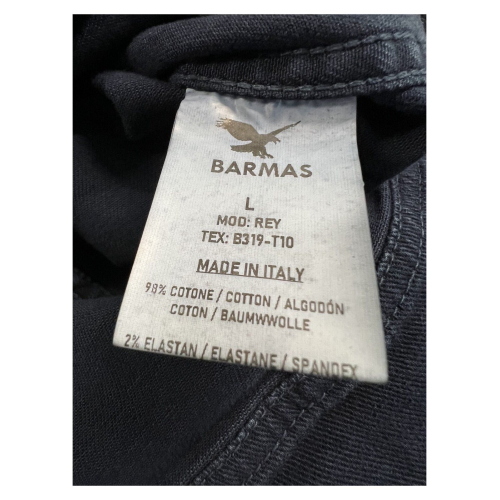 BARMAS
L
MOD: REY
TEX: B319-T10
MADE IN ITALY
98% COTONE / COTTON / ALGODÓN
COTON / BAUMWWOLLE
2% ELASTAN / ELASTANE / SPANDEX